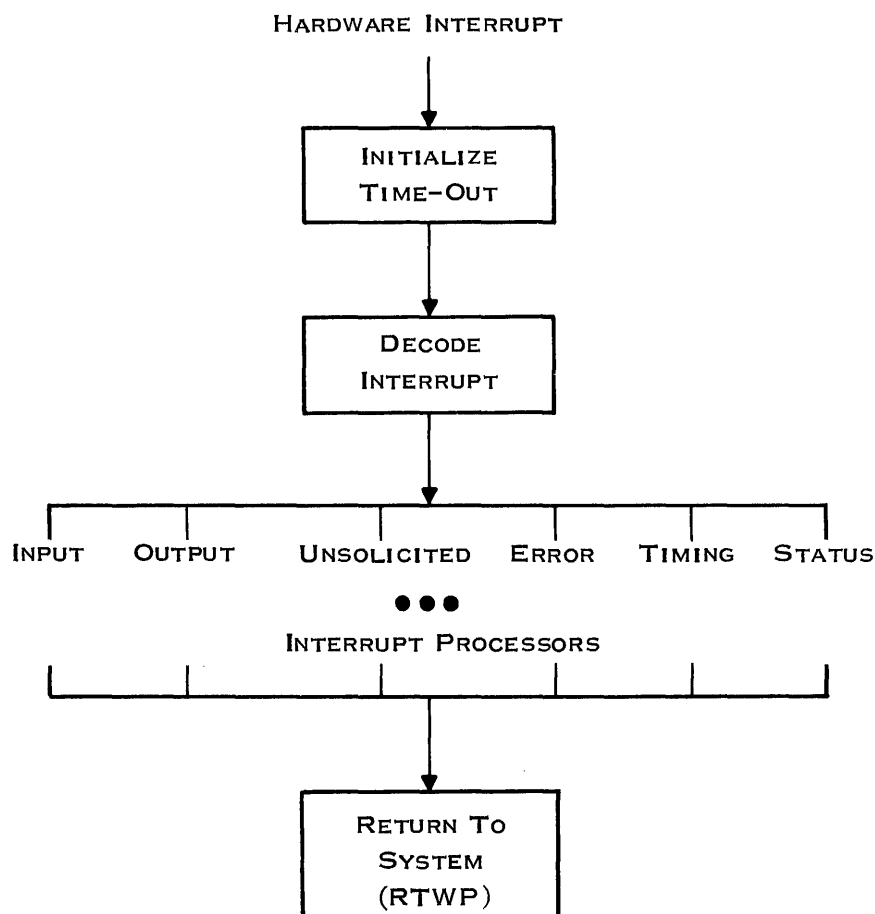 HARDWARE INTERRUPT
INITIALIZE
TIME-OUT
DECODE
INTERRUPT
INPUT OUTPUT UNSOLICITED ERROR TIMING STATUS
INTERRUPT PROCESSORS
RETURN TO
SYSTEM
(RTWP)